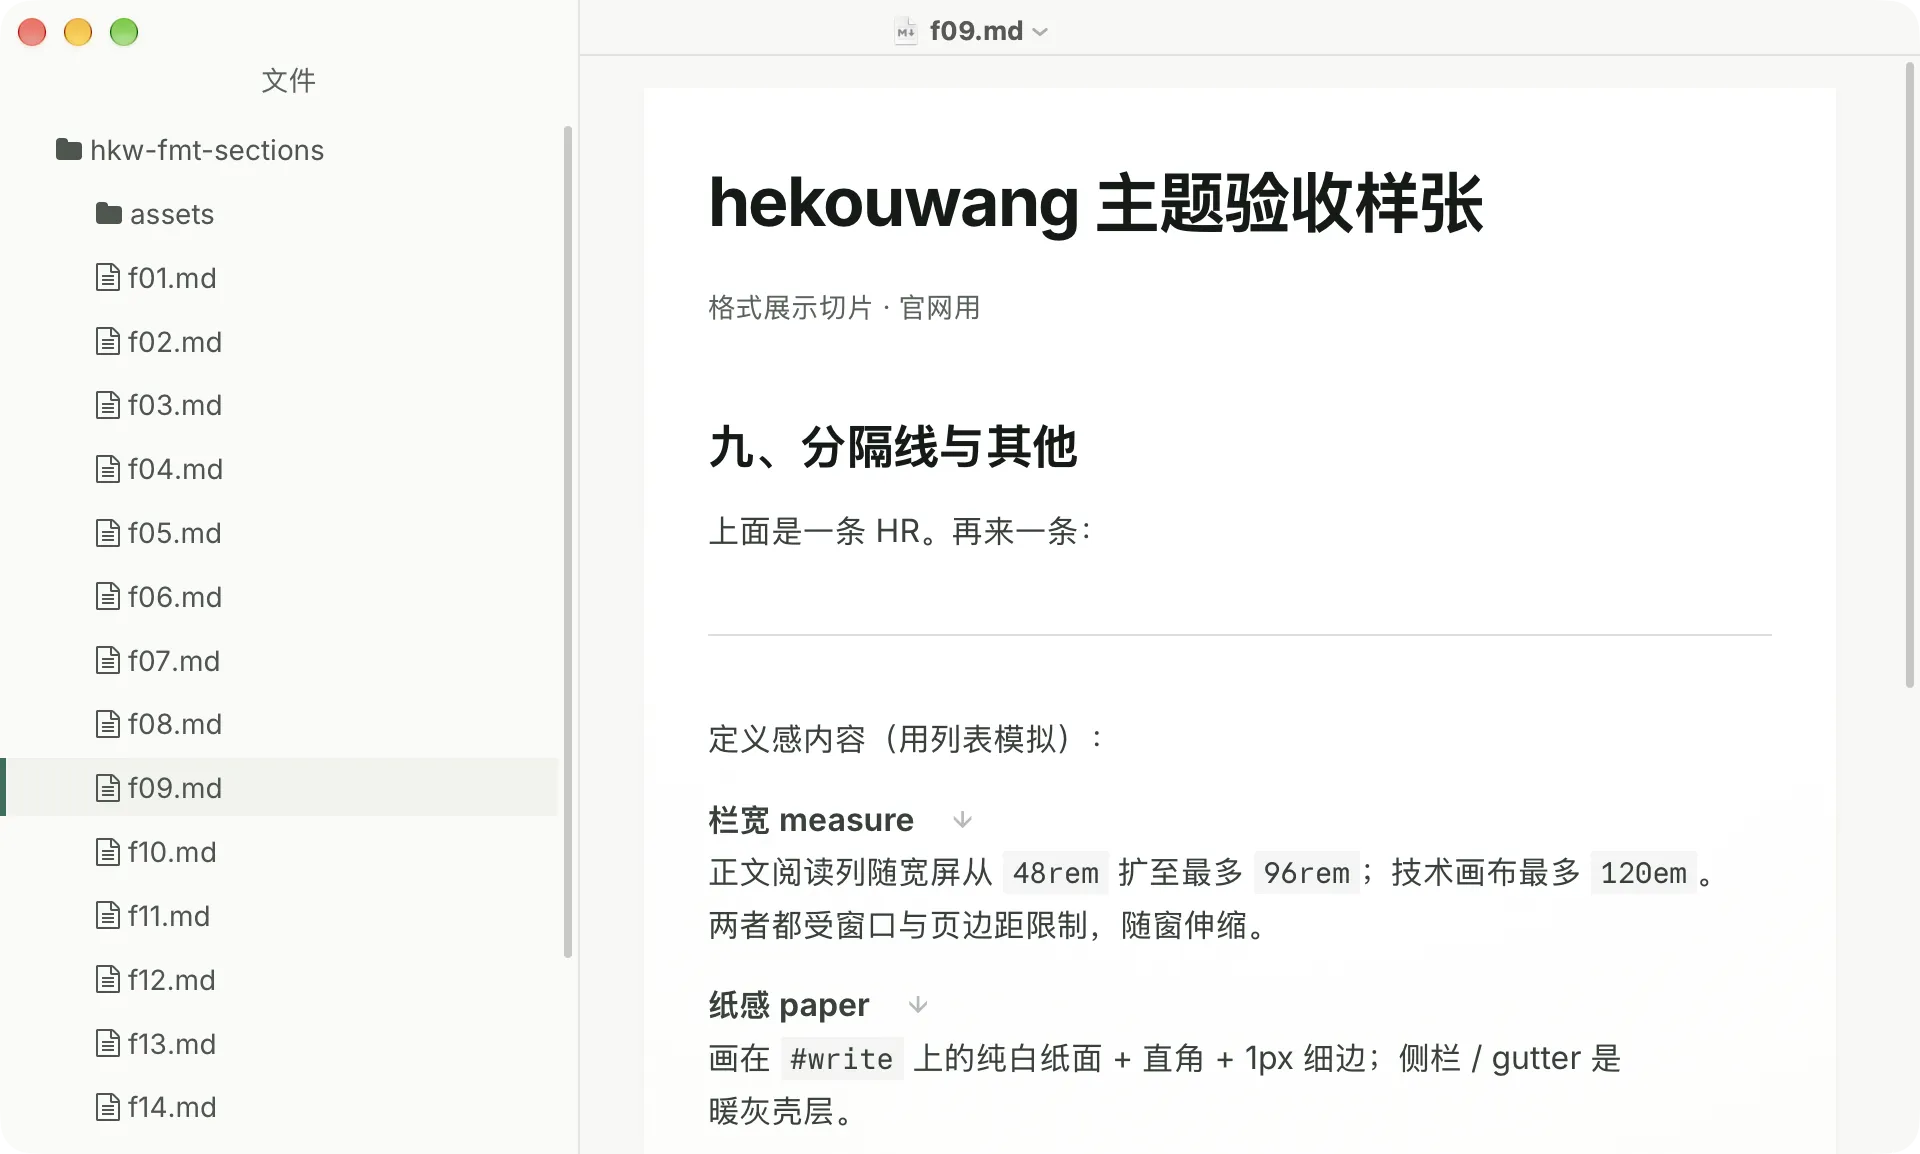 f09.md
文件
hkw-fmt-sections
assets
f01.md
f02.md
f03.md
f04.md
f05.md
f06.md
f07.md
f08.md
f09.md
f10.md
f11.md
f12.md
f13.md
f14.md
hekouwang 主题验收样张
格式展示切片 · 官网用
九、分隔线与其他
上面是一条 HR。再来一条：
定义感内容（用列表模拟）：
栏宽 measure ↓
正文阅读列随宽屏从 48rem 扩至最多 96rem；技术画布最多 120em。
两者都受窗口与页边距限制，随窗伸缩。
纸感 paper ↓
画在 #write 上的纯白纸面 + 直角 + 1px 细边；侧栏 / gutter 是
暖灰壳层。